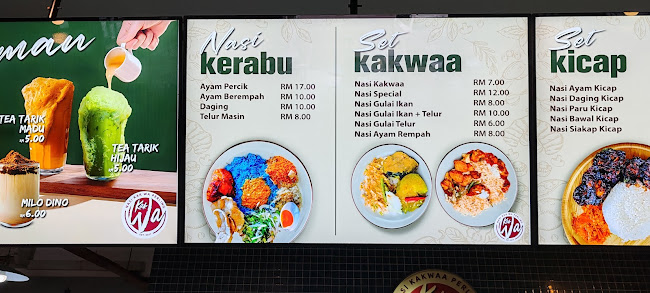 man
TEA TARIK
MADU
RM 5.00
TEA TARIK
HIJAU
RM 5.00
MILO DINO
RM 6.00
Kak
Wa
Nasi
kerabu
Ayam Percik RM 17.00
Ayam Berempah RM 10.00
Daging RM 10.00
Telur Masin RM 8.00
Set
kakwaa
Nasi Kakwaa RM 7.00
Nasi Special RM 12.00
Nasi Gulai Ikan RM 8.00
Nasi Gulai Ikan + Telur RM 10.00
Nasi Gulai Telur RM 6.00
Nasi Ayam Rempah RM 8.00
Set
kicap
Nasi Ayam Kicap
Nasi Daging Kicap
Nasi Paru Kicap
Nasi Bawal Kicap
Nasi Siakap Kicap
NASI KAKWAA